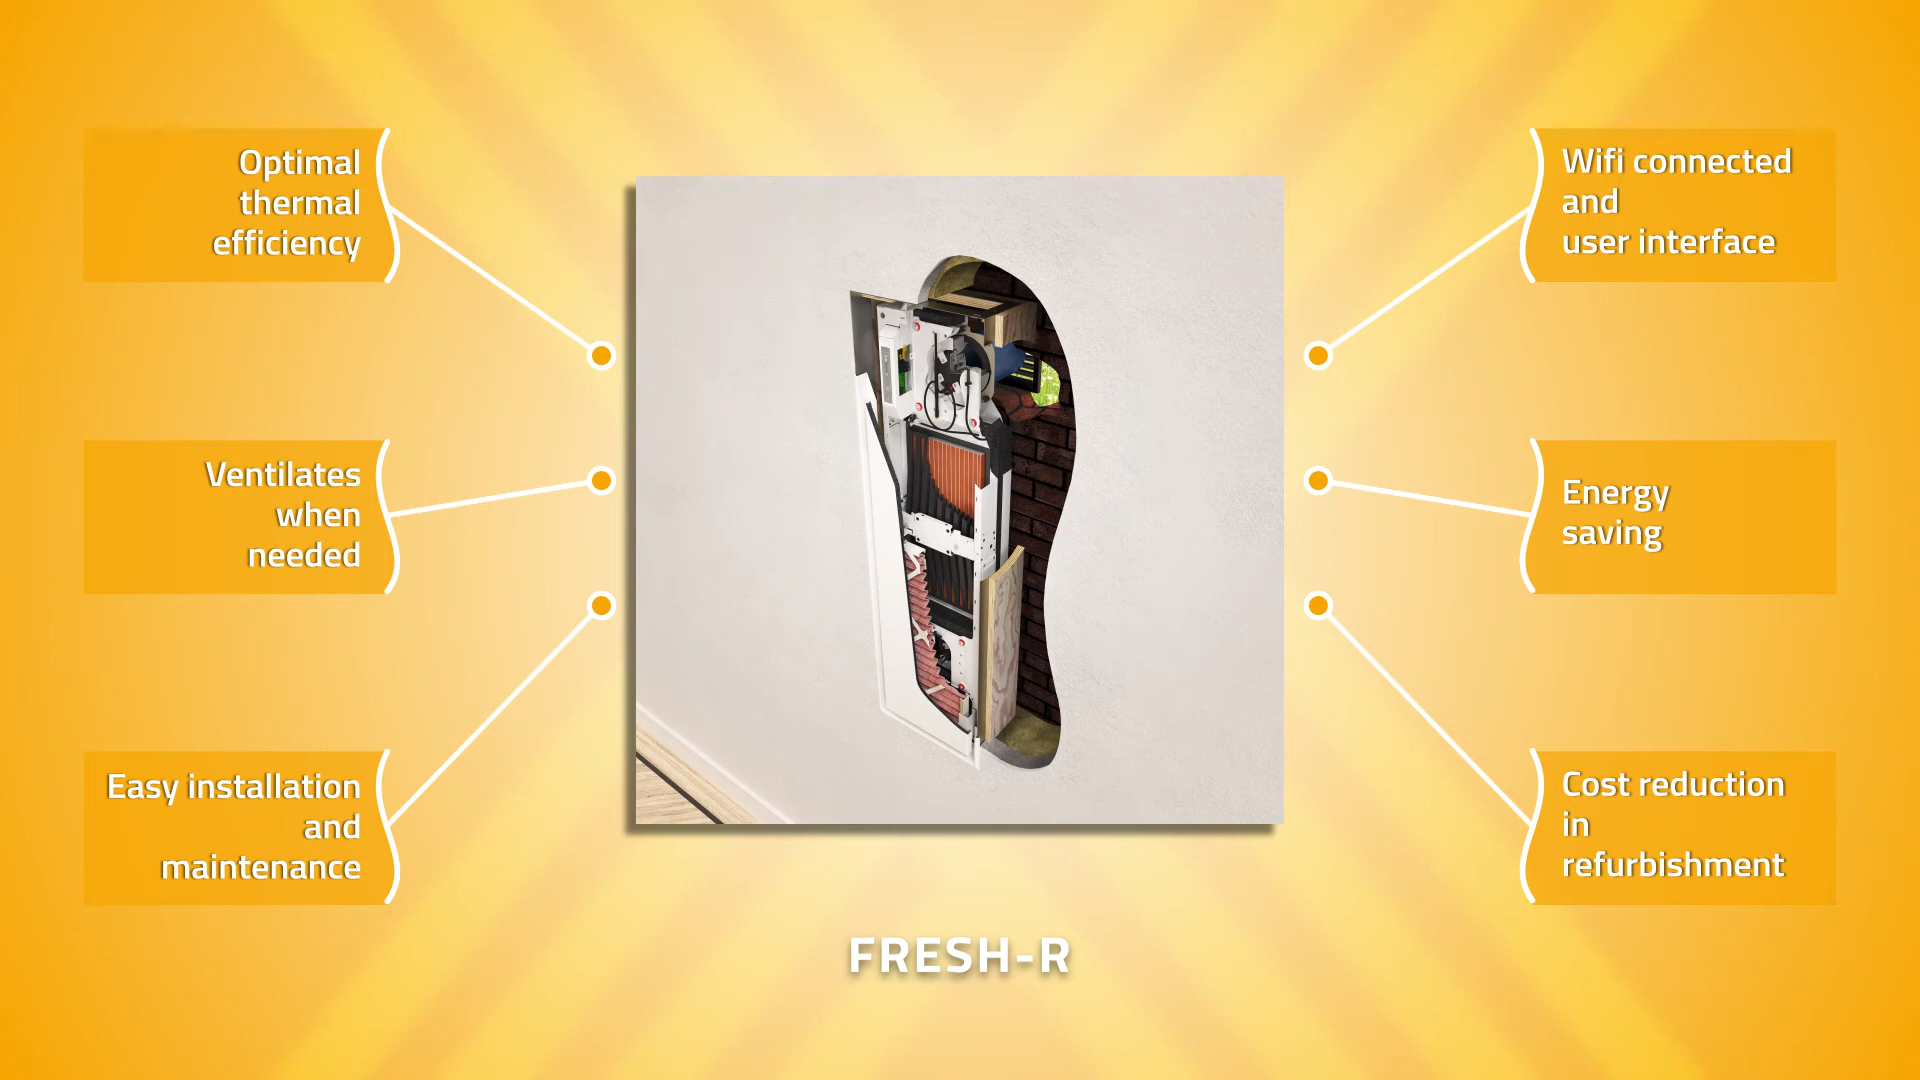 Optimal
thermal
efficiency
Ventilates
when
needed
Easy installation
and
maintenance
Wifi connected
and
user interface
Energy
saving
Cost reduction
in
refurbishment
FRESH-R